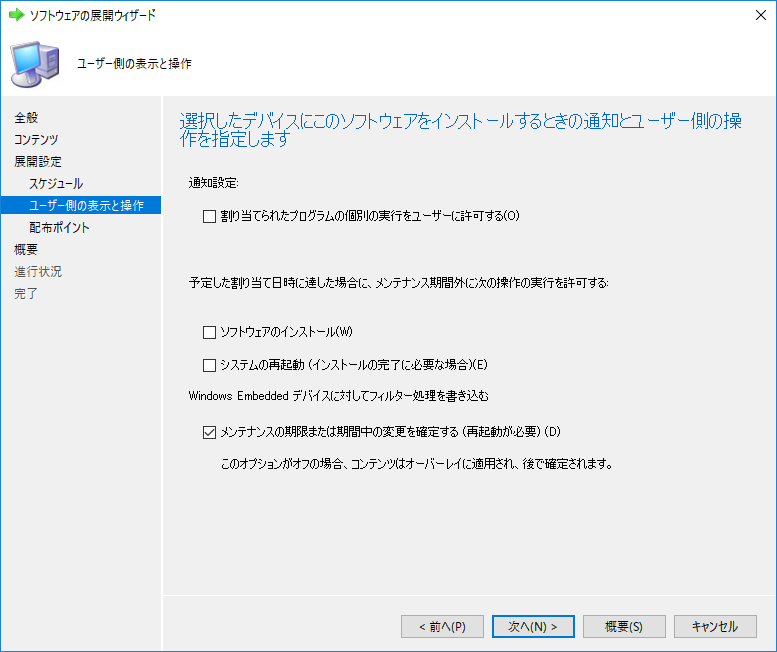 ソフトウェアの展開ウィザード
ユーザー側の表示と操作
全般
コンテンツ
展開設定
スケジュール
ユーザー側の表示と操作
配布ポイント
概要
進行状況
完了
選択したデバイスにこのソフトウェアをインストールするときの通知とユーザー側の操
作を指定します
通知設定:
割り当てられたプログラムの個別の実行をユーザーに許可する(O)
予定した割り当て日時に達した場合に、メンテナンス期間外に次の操作の実行を許可する:
ソフトウェアのインストール(W)
システムの再起動 (インストールの完了に必要な場合)(E)
Windows Embedded デバイスに対してフィルター処理を書き込む
メンテナンスの期限または期間中の変更を確定する (再起動が必要) (D)
このオプションがオフの場合、コンテンツはオーバーレイに適用され、後で確定されます。
< 前へ(P)
次へ(N) >
概要(S)
キャンセル